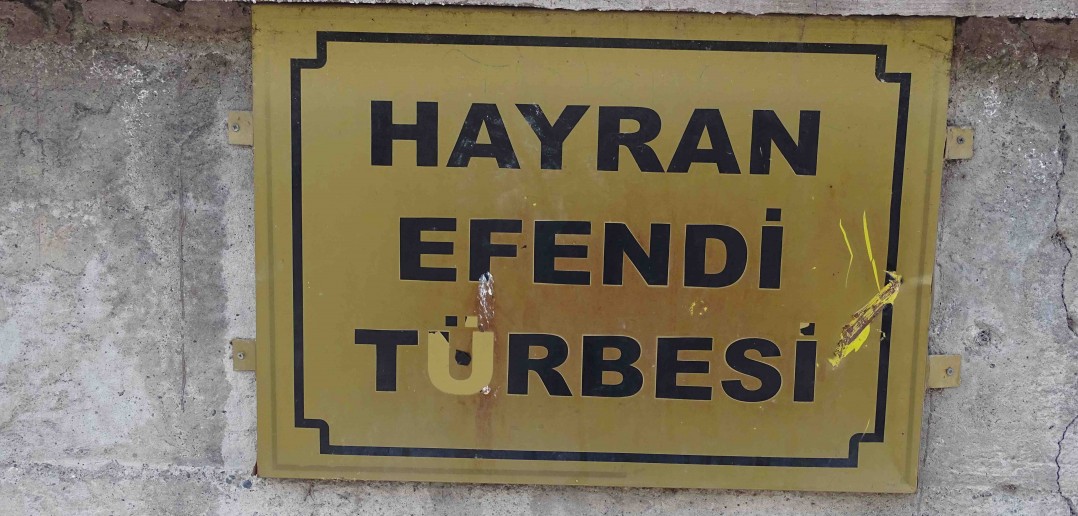 HAYRAN
EFENDİ
TÜRBESİ